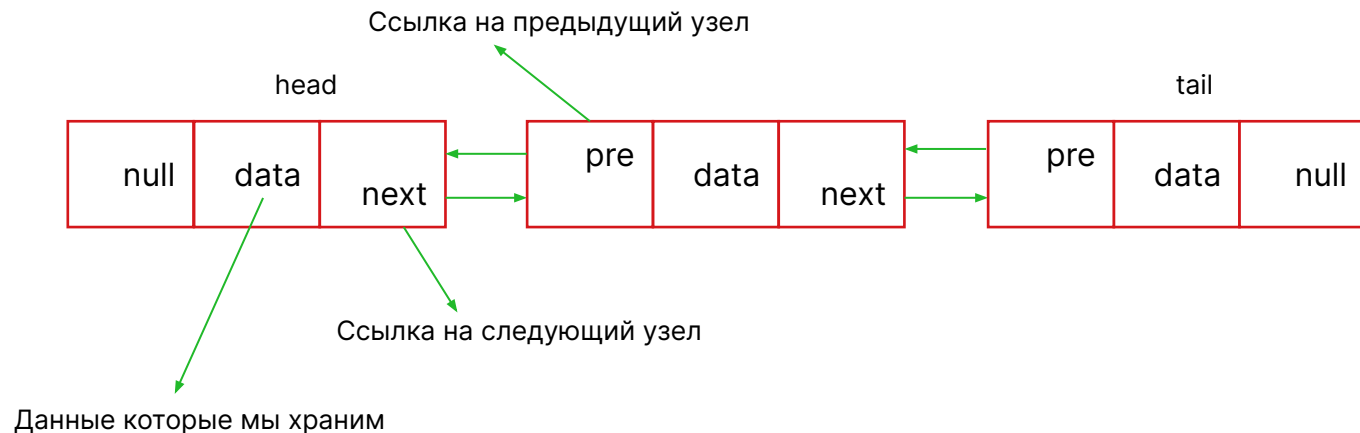 Ссылка на предыдущий узел
head
tail
null data next
pre data next
pre data null
Ссылка на следующий узел
Данные которые мы храним